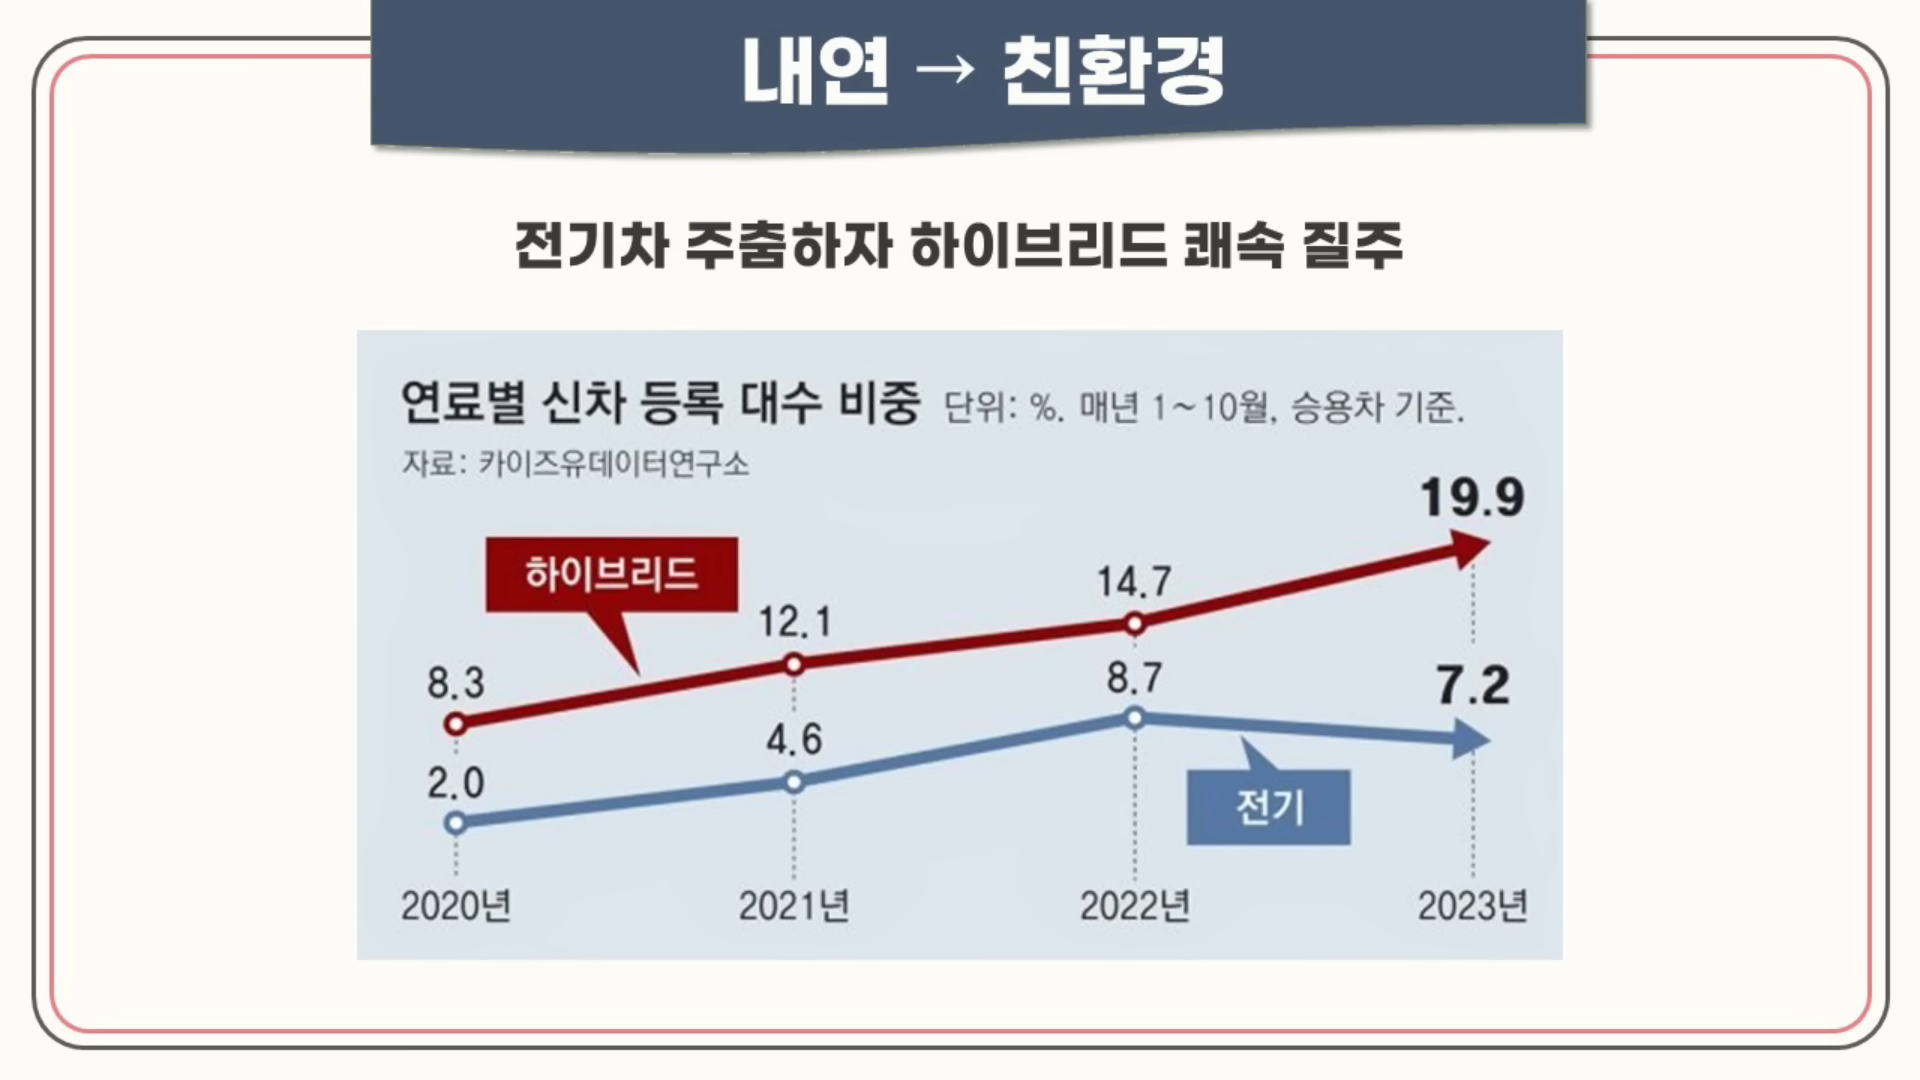 내연 → 친환경
전기차 주춤하자 하이브리드 쾌속 질주
연료별 신차 등록 대수 비중 단위: %. 매년 1~10월, 승용차 기준.
자료: 카이즈유데이터연구소
19.9
하이브리드
14.7
12.1
8.3
8.7
7.2
4.6
2.0
전기
2020년 2021년 2022년 2023년